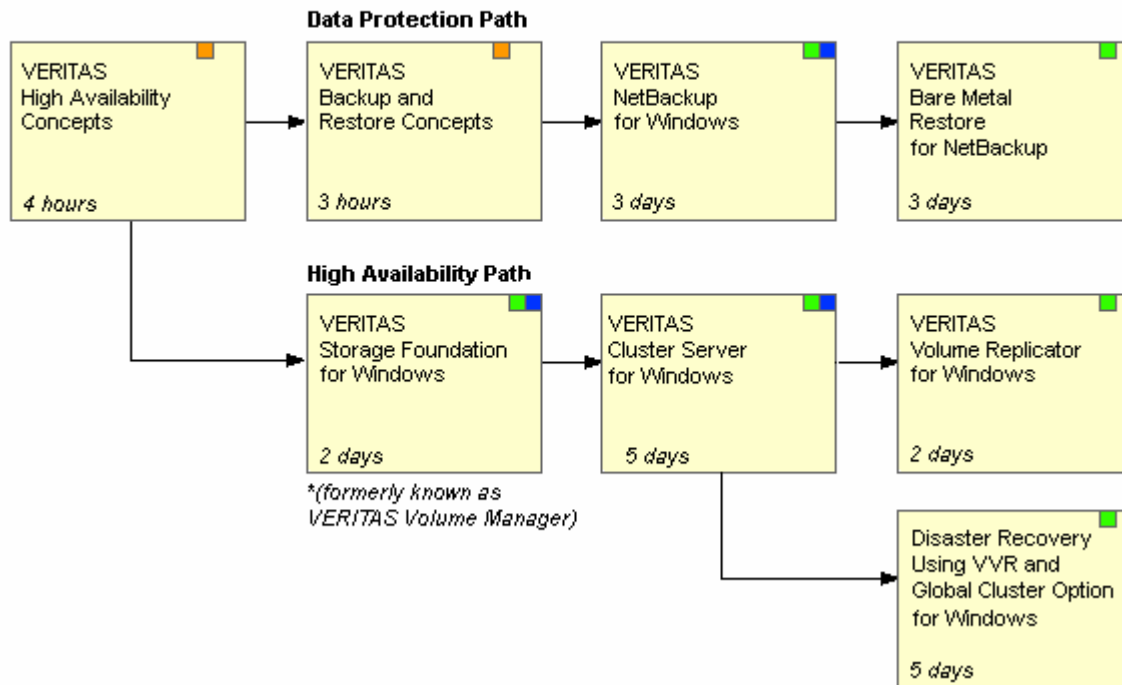 Data Protection Path
VERITAS
High Availability
Concepts
4 hours
VERITAS
Backup and
Restore Concepts
3 hours
VERITAS
NetBackup
for Windows
3 days
VERITAS
Bare Metal
Restore
for NetBackup
3 days
High Availability Path
VERITAS
Storage Foundation
for Windows
2 days
*(formerly known as
VERITAS Volume Manager)
VERITAS
Cluster Server
for Windows
5 days
VERITAS
Volume Replicator
for Windows
2 days
Disaster Recovery
Using VVR and
Global Cluster Option
for Windows
5 days